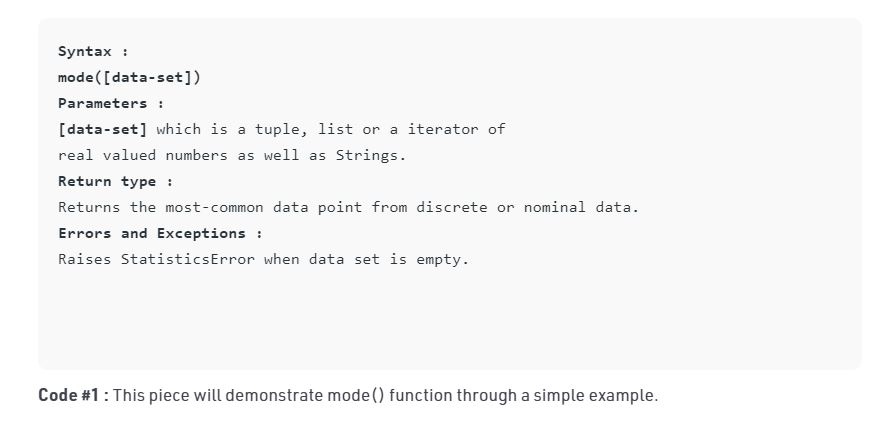 Syntax :
mode([data-set])
Parameters :
[data-set] which is a tuple, list or a iterator of
real valued numbers as well as Strings.
Return type :
Returns the most-common data point from discrete or nominal data.
Errors and Exceptions :
Raises StatisticsError when data set is empty.
Code #1 : This piece will demonstrate mode() function through a simple example.